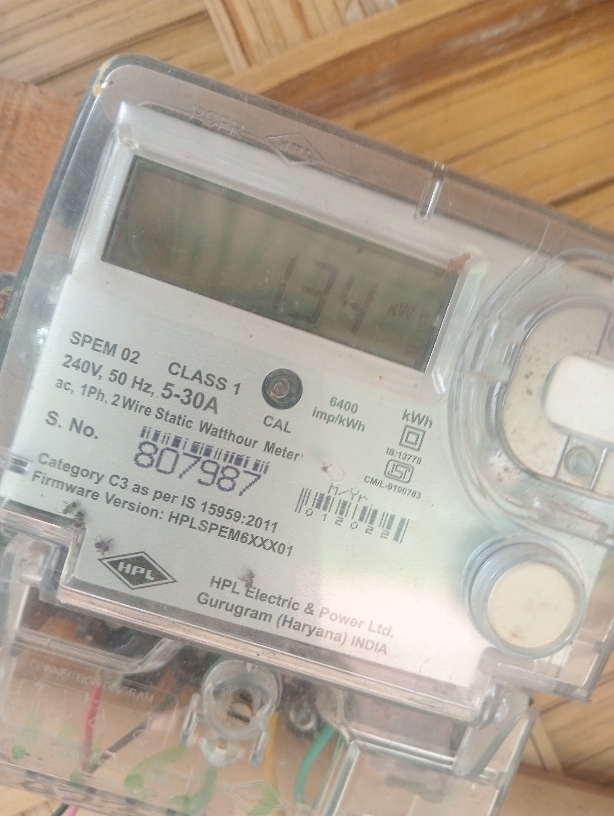 134 kWh
SPEM 02 CLASS 1
240V, 50 Hz, 5-30A
ac, 1Ph, 2 Wire Static Watthour Meter
CAL
6400
imp/kWh
kWh
IS:13779
CM/L-9190783
S. No.
807987
M/Yr
012022
Category C3 as per IS 15959:2011
Firmware Version: HPLSPEM6XXX01
HPL
HPL Electric & Power Ltd.
Gurugram (Haryana) INDIA